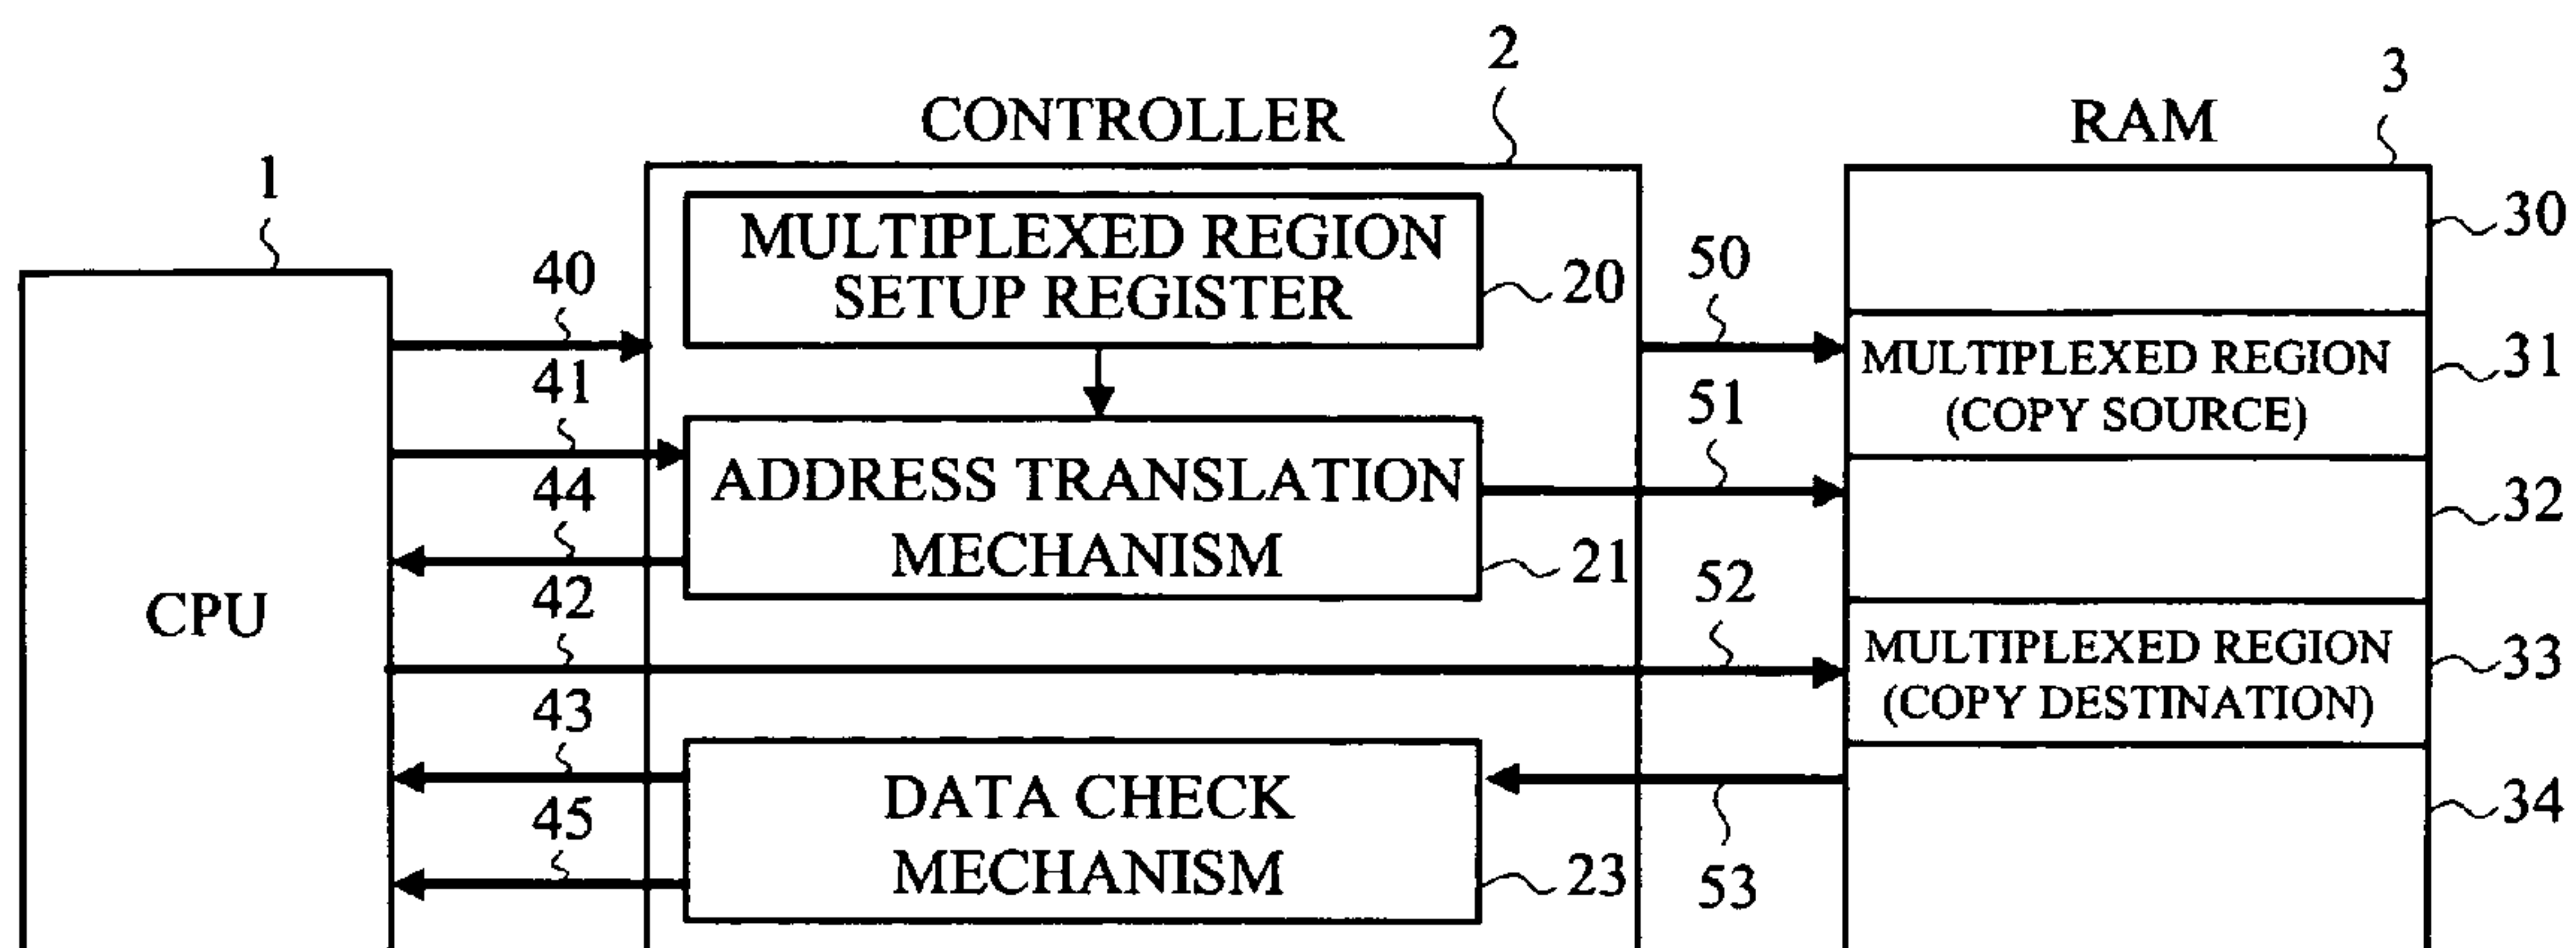 2
CONTROLLER
3
RAM
1
MULTIPLEXED REGION
SETUP REGISTER
20
30
40
50
MULTIPLEXED REGION
(COPY SOURCE)
31
41
51
ADDRESS TRANSLATION
MECHANISM
21
44
32
CPU
42
52
MULTIPLEXED REGION
(COPY DESTINATION)
33
43
DATA CHECK
MECHANISM
23
45
53
34